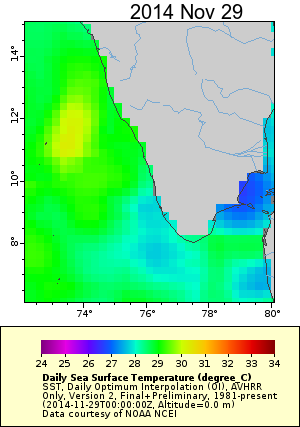 2014 Nov 29
14°
12°
10°
8°
74° 76° 78° 80°
24 25 26 27 28 29 30 31 32 33 34
Daily Sea Surface Temperature (degree_C)
SST, Daily Optimum Interpolation (OI), AVHRR
Only, Version 2, Final+Preliminary, 1981-present
(2014-11-29T00:00:00Z, Altitude=0.0 m)
Data courtesy of NOAA NCEI